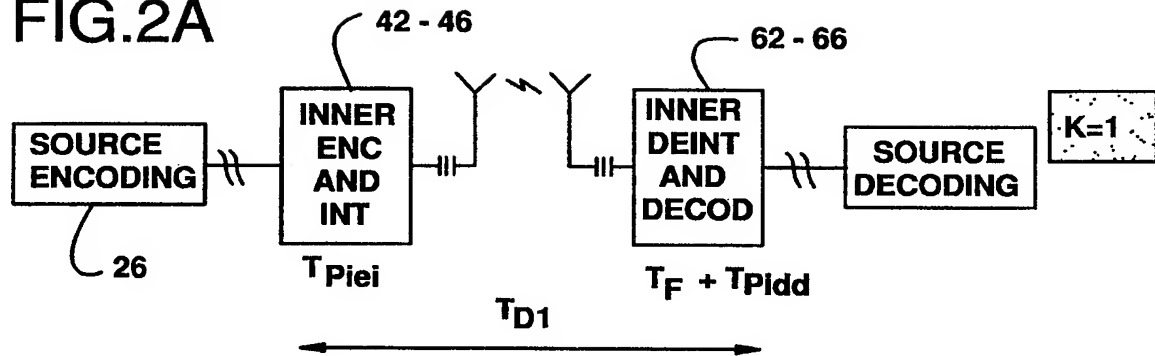 FIG.2A
42 - 46
62 - 66
SOURCE
ENCODING
INNER
ENC
AND
INT
INNER
DEINT
AND
DECOD
SOURCE
DECODING
K=1
26
TPiei
TF + TPidd
TD1